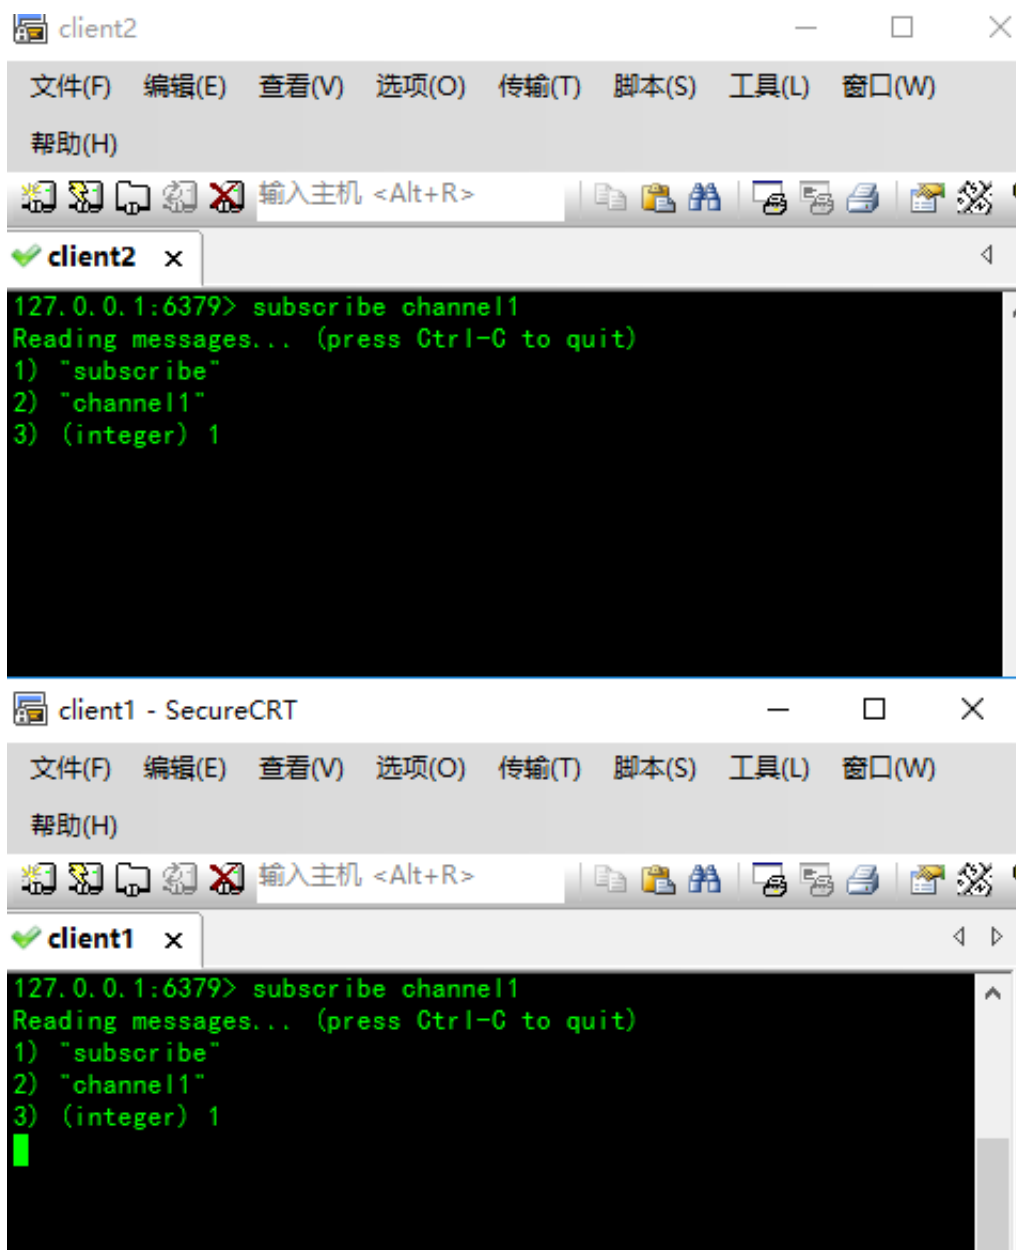 client2
文件(F) 编辑(E) 查看(V) 选项(O) 传输(T) 脚本(S) 工具(L) 窗口(W)
帮助(H)
输入主机 <Alt+R>
client2
127.0.0.1:6379> subscribe channel1
Reading messages... (press Ctrl-C to quit)
1) "subscribe"
2) "channel1"
3) (integer) 1
client1 - SecureCRT
文件(F) 编辑(E) 查看(V) 选项(O) 传输(T) 脚本(S) 工具(L) 窗口(W)
帮助(H)
输入主机 <Alt+R>
client1
127.0.0.1:6379> subscribe channel1
Reading messages... (press Ctrl-C to quit)
1) "subscribe"
2) "channel1"
3) (integer) 1